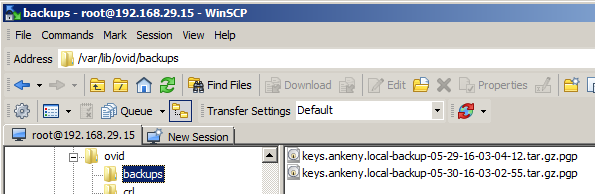 backups - root@192.168.29.15 - WinSCP
File Commands Mark Session View Help
Address /var/lib/ovid/backups
Find Files Download Edit Properties
Queue Transfer Settings Default
root@192.168.29.15 New Session
ovid
backups
crl
keys.ankeny.local-backup-05-29-16-03-04-12.tar.gz.pgp
keys.ankeny.local-backup-05-30-16-03-02-55.tar.gz.pgp